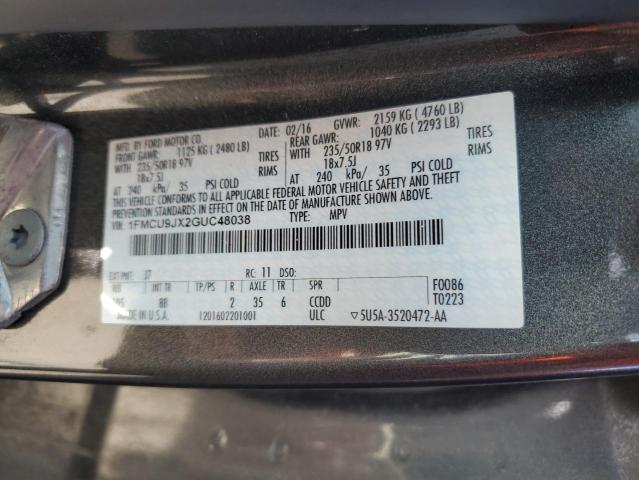 MFD. BY FORD MOTOR CO.
DATE: 02/16 GVWR: 2159 KG ( 4760 LB)
FRONT GAWR: 1125 KG ( 2480 LB) REAR GAWR: 1040 KG ( 2293 LB)
WITH 235/50R18 97V TIRES WITH 235/50R18 97V TIRES
18x7.5J RIMS 18x7.5J RIMS
AT 240 kPa/ 35 PSI COLD AT 240 kPa/ 35 PSI COLD
THIS VEHICLE CONFORMS TO ALL APPLICABLE FEDERAL MOTOR VEHICLE SAFETY AND THEFT
PREVENTION STANDARDS IN EFFECT ON THE DATE OF MANUFACTURE SHOWN ABOVE.
VIN: 1FMCU9JX2GUC48038 TYPE: MPV
EXT PNT: J7 RC: 11 DSO:
WB INT TR TP/PS R AXLE TR SPR F0086
88 2 35 6 CCDD T0223
MADE IN U.S.A. 1201602201001 ULC ▽5U5A-3520472-AA